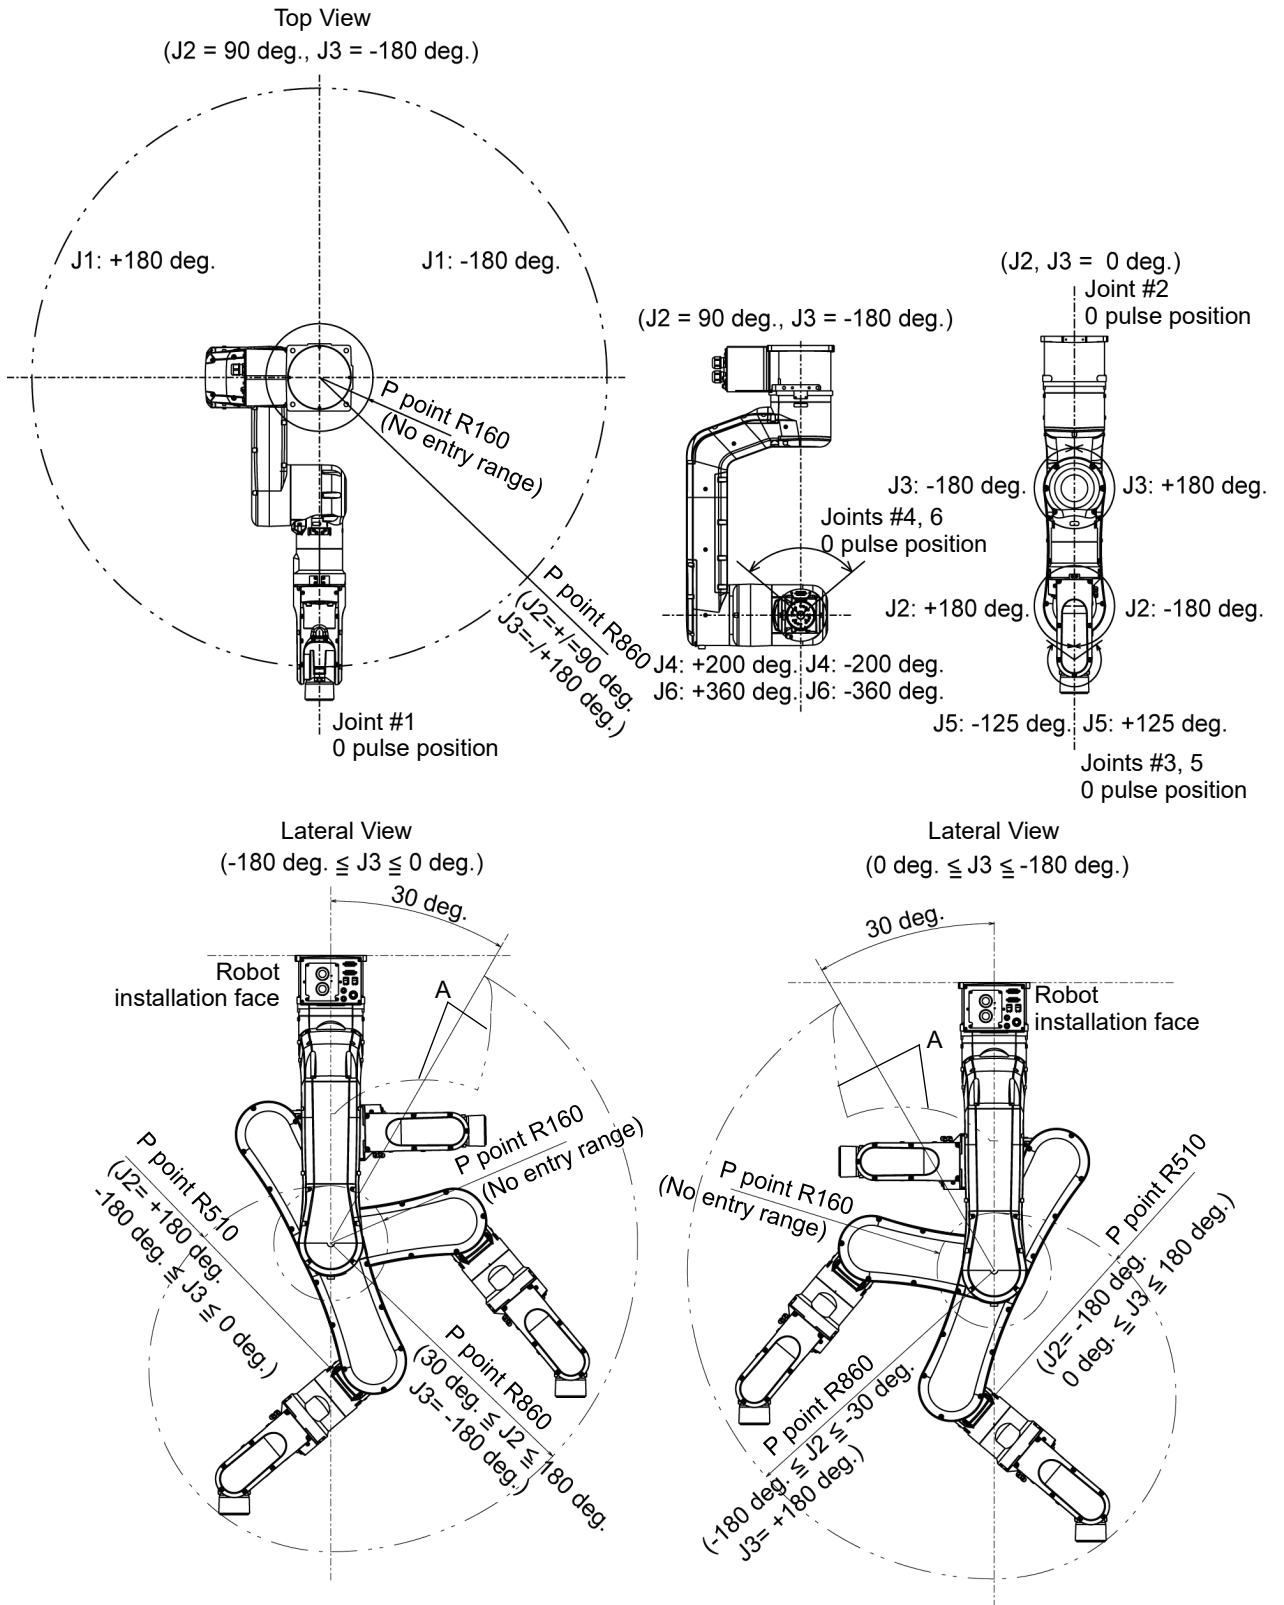 Top View
(J2 = 90 deg., J3 = -180 deg.)
J1: +180 deg.
J1: -180 deg.
P point R160
(No entry range)
P point R860
(J2=+/=90 deg.
J3=-/+180 deg.)
Joint #1
0 pulse position
(J2 = 90 deg., J3 = -180 deg.)
Joints #4, 6
0 pulse position
J4: +200 deg.
J4: -200 deg.
J6: +360 deg.
J6: -360 deg.
(J2, J3 = 0 deg.)
Joint #2
0 pulse position
J3: -180 deg.
J3: +180 deg.
J2: +180 deg.
J2: -180 deg.
J5: -125 deg.
J5: +125 deg.
Joints #3, 5
0 pulse position
Lateral View
(-180 deg. ≦ J3 ≦ 0 deg.)
30 deg.
Robot
installation face
A
P point R160
(No entry range)
P point R510
(J2= +180 deg.
-180 deg. ≦ J3 ≦ 0 deg.)
P point R860
(30 deg. ≦ J2 ≦ 180 deg.
J3= -180 deg.)
Lateral View
(0 deg. ≦ J3 ≦ -180 deg.)
30 deg.
Robot
installation face
A
P point R160
(No entry range)
P point R510
(J2= -180 deg.
0 deg. ≦ J3 ≦ 180 deg.)
P point R860
(-180 deg. ≦ J2 ≦ -30 deg.
J3= +180 deg.)